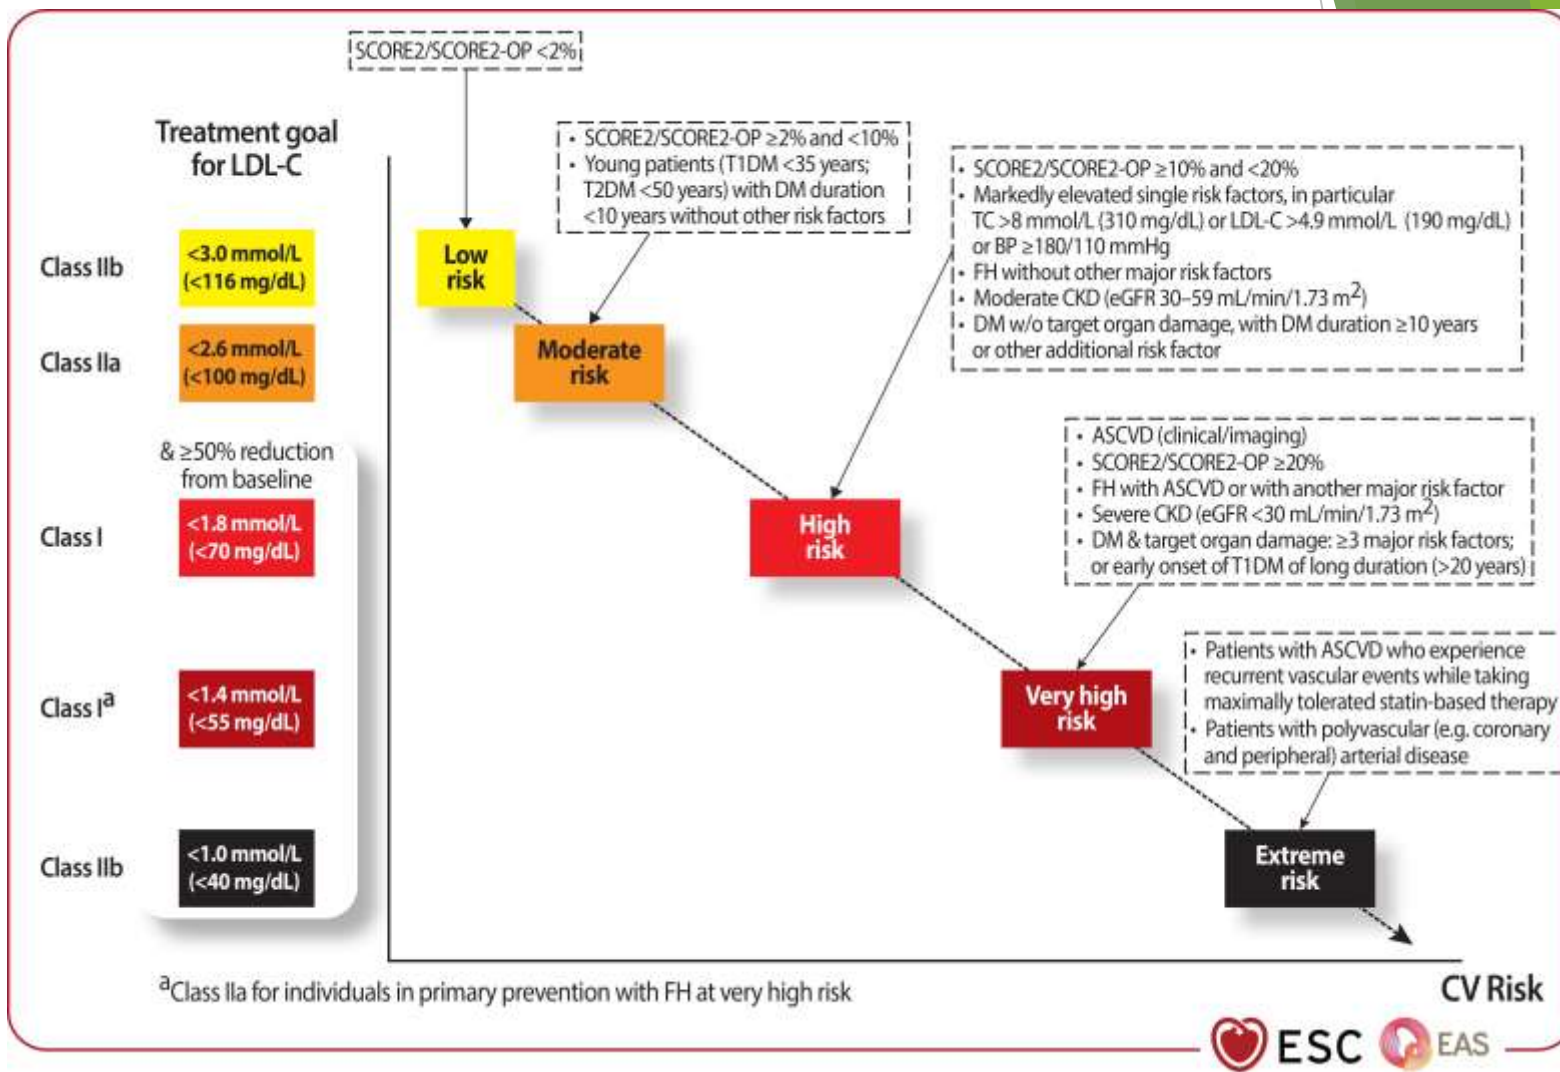 SCORE2/SCORE2-OP <2%
Treatment goal
for LDL-C
• SCORE2/SCORE2-OP ≥2% and <10%
• Young patients (T1DM <35 years;
T2DM <50 years) with DM duration
<10 years without other risk factors
• SCORE2/SCORE2-OP ≥10% and <20%
• Markedly elevated single risk factors, in particular
TC >8 mmol/L (310 mg/dL) or LDL-C >4.9 mmol/L (190 mg/dL)
or BP ≥180/110 mmHg
• FH without other major risk factors
• Moderate CKD (eGFR 30–59 mL/min/1.73 m²)
• DM w/o target organ damage, with DM duration ≥10 years
or other additional risk factor
Class IIb
<3.0 mmol/L
(<116 mg/dL)
Low
risk
Class IIa
<2.6 mmol/L
(<100 mg/dL)
Moderate
risk
& ≥50% reduction
from baseline
• ASCVD (clinical/imaging)
• SCORE2/SCORE2-OP ≥20%
• FH with ASCVD or with another major risk factor
• Severe CKD (eGFR <30 mL/min/1.73 m²)
• DM & target organ damage: ≥3 major risk factors;
or early onset of T1DM of long duration (>20 years)
Class I
<1.8 mmol/L
(<70 mg/dL)
High
risk
• Patients with ASCVD who experience
recurrent vascular events while taking
maximally tolerated statin-based therapy
• Patients with polyvascular (e.g. coronary
and peripheral) arterial disease
Class Iᵃ
<1.4 mmol/L
(<55 mg/dL)
Very high
risk
Class IIb
<1.0 mmol/L
(<40 mg/dL)
Extreme
risk
ᵃClass IIa for individuals in primary prevention with FH at very high risk
CV Risk
ESC
EAS